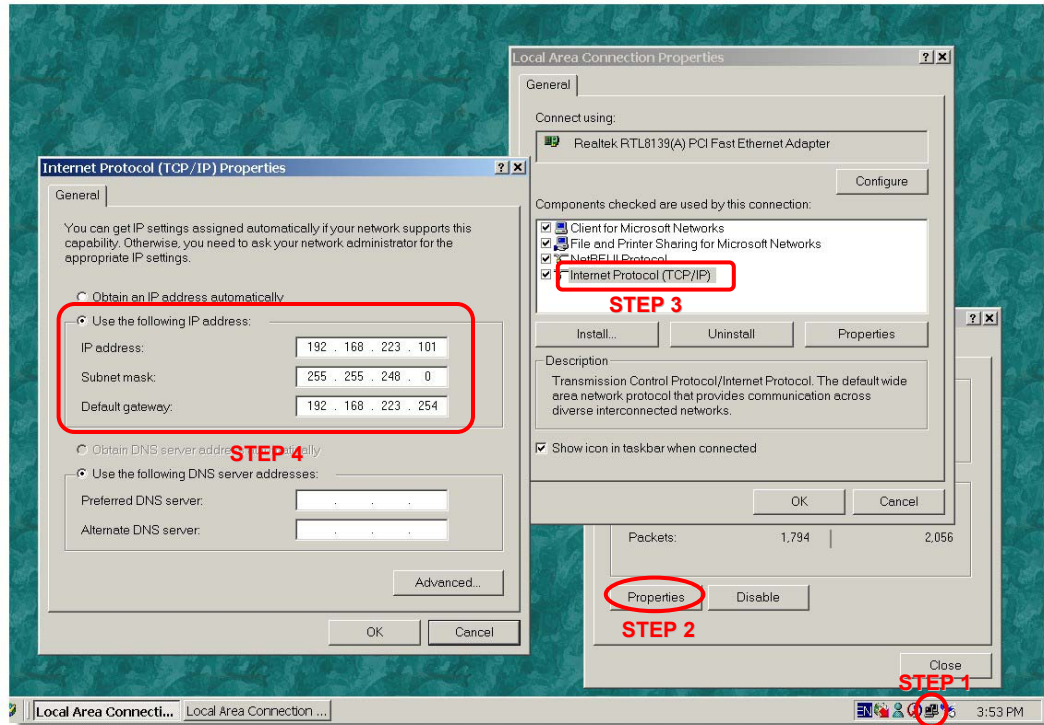 Local Area Connection Properties
General
Connect using:
Realtek RTL8139(A) PCI Fast Ethernet Adapter
Configure
Components checked are used by this connection:
Client for Microsoft Networks
File and Printer Sharing for Microsoft Networks
NetBEUI Protocol
Internet Protocol (TCP/IP)
STEP 3
Install...
Uninstall
Properties
Description
Transmission Control Protocol/Internet Protocol. The default wide
area network protocol that provides communication across
diverse interconnected networks.
Show icon in taskbar when connected
OK
Cancel
Internet Protocol (TCP/IP) Properties
General
You can get IP settings assigned automatically if your network supports this
capability. Otherwise, you need to ask your network administrator for the
appropriate IP settings.
Obtain an IP address automatically
Use the following IP address:
IP address: 192 . 168 . 223 . 101
Subnet mask: 255 . 255 . 248 . 0
Default gateway: 192 . 168 . 223 . 254
Obtain DNS server address automatically
STEP 4
Use the following DNS server addresses:
Preferred DNS server: . . .
Alternate DNS server: . . .
Advanced...
OK
Cancel
Packets: 1,794 | 2,056
Properties
Disable
STEP 2
Close
STEP 1
Local Area Connecti...
Local Area Connection ...
EN
3:53 PM